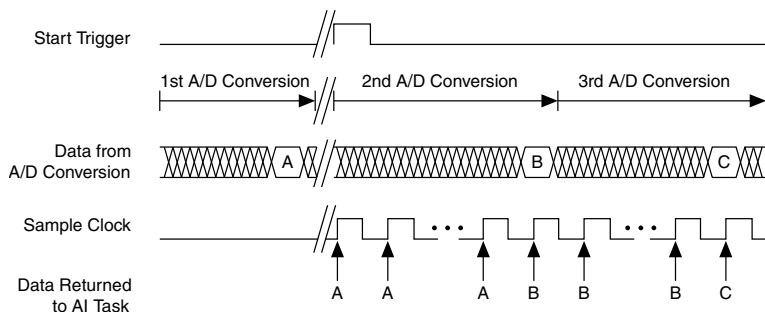 Start Trigger
1st A/D Conversion 2nd A/D Conversion 3rd A/D Conversion
Data from
A/D Conversion
A B C
Sample Clock
Data Returned
to AI Task
A A A B B B C